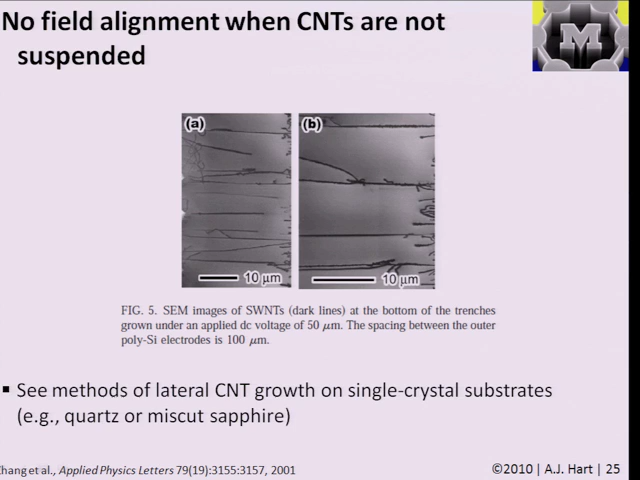 No field alignment when CNTs are not
suspended
M
(a)
(b)
10 µm
10 µm
FIG. 5. SEM images of SWNTs (dark lines) at the bottom of the trenches
grown under an applied dc voltage of 50 µm. The spacing between the outer
poly-Si electrodes is 100 µm.
▪ See methods of lateral CNT growth on single-crystal substrates
(e.g., quartz or miscut sapphire)
hang et al., Applied Physics Letters 79(19):3155:3157, 2001
©2010 | A.J. Hart | 25